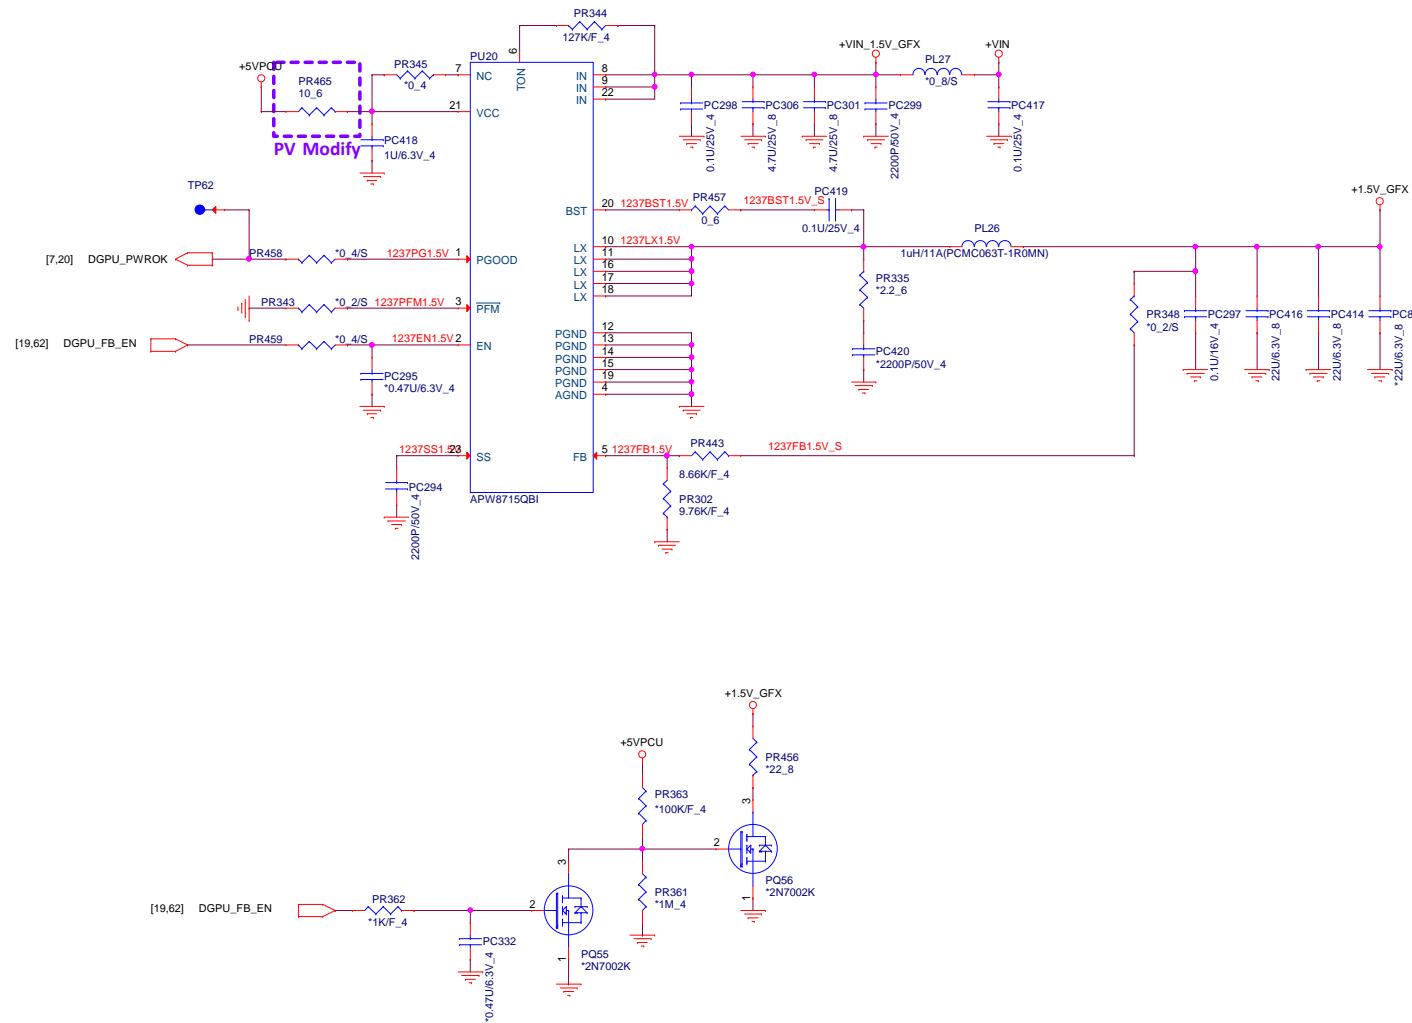 PR344
127K/F_4
PU20
6
TON
+5VPCU
PR465
10_6
PV Modify
PR345
*0_4
7
NC
21
VCC
PC418
1U/6.3V_4
8
IN
9
IN
22
IN
+VIN_1.5V_GFX
PL27
*0_8/S
+VIN
PC298
0.1U/25V_4
PC306
4.7U/25V_8
PC301
4.7U/25V_8
PC299
2200P/50V_4
PC417
0.1U/25V_4
TP62
BST
20
1237BST1.5V
PR457
0_6
1237BST1.5V_S
PC419
0.1U/25V_4
+1.5V_GFX
[7,20]
DGPU_PWROK
PR458
*0_4/S
1237PG1.5V
1
PGOOD
LX
10
1237LX1.5V
LX
11
LX
16
LX
17
LX
18
PL26
1uH/11A(PCMC063T-1R0MN)
PR335
*2.2_6
PC420
*2200P/50V_4
PR343
*0_2/S
1237PFM1.5V
3
PFM
[19,62]
DGPU_FB_EN
PR459
*0_4/S
1237EN1.5V
2
EN
PC295
*0.47U/6.3V_4
PGND
12
PGND
13
PGND
14
PGND
15
PGND
19
AGND
4
PR348
*0_2/S
PC297
0.1U/16V_4
PC416
22U/6.3V_8
PC414
22U/6.3V_8
PC8
*22U/6.3V_8
1237SS1.5V
23
SS
PC294
2200P/50V_4
FB
5
1237FB1.5V
PR443
8.66K/F_4
1237FB1.5V_S
PR302
9.76K/F_4
APW8715QBI
+1.5V_GFX
PR456
*22_8
+5VPCU
PR363
*100K/F_4
3
2
PQ56
*2N7002K
1
3
PR361
*1M_4
[19,62]
DGPU_FB_EN
PR362
*1K/F_4
2
PC332
*0.47U/6.3V_4
PQ55
*2N7002K
1